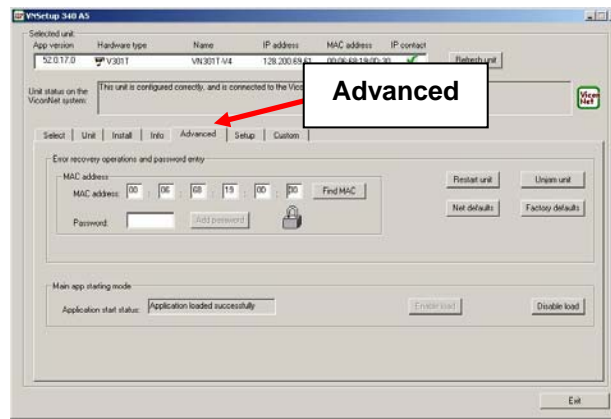 VNSetup 340 A5
Selected unit
App version Hardware type Name IP address MAC address IP contact
52.0.17.0 V301T VN301T-V4 128.200.69.61 00-06-68-19-00-30 Refresh unit
Unit status on the ViconNet system:
This unit is configured correctly, and is connected to the Vico
Advanced
Vicon Net
Select Unit Install Info Advanced Setup Custom
Error recovery operations and password entry
MAC address
MAC address: 00 : 06 : 68 : 19 : 00 : 30 Find MAC
Password: Add password
Restart unit Unjam unit
Net defaults Factory defaults
Main app starting mode
Application start status: Application loaded successfully Enable load Disable load
Exit